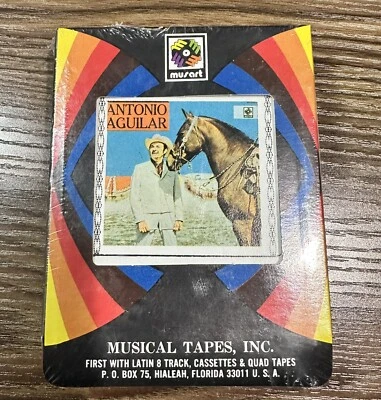 musart
ANTONIO
AGUILAR
MUSICAL TAPES, INC.
FIRST WITH LATIN 8 TRACK, CASSETTES & QUAD TAPES
P. O. BOX 75, HIALEAH, FLORIDA 33011 U. S. A.